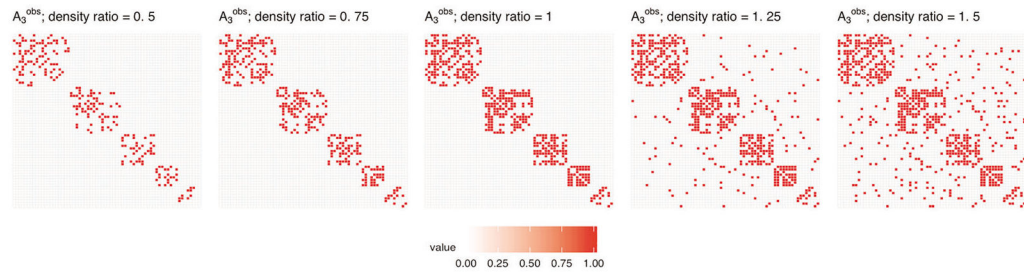 A₃ᵒᵇˢ; density ratio = 0. 5
A₃ᵒᵇˢ; density ratio = 0. 75
A₃ᵒᵇˢ; density ratio = 1
A₃ᵒᵇˢ; density ratio = 1. 25
A₃ᵒᵇˢ; density ratio = 1. 5
value
0.00 0.25 0.50 0.75 1.00